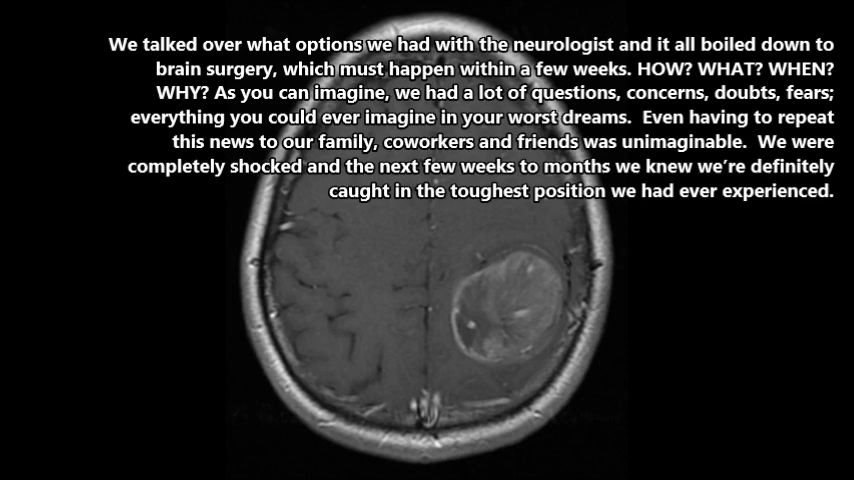 We talked over what options we had with the neurologist and it all boiled down to
brain surgery, which must happen within a few weeks. HOW? WHAT? WHEN?
WHY? As you can imagine, we had a lot of questions, concerns, doubts, fears;
everything you could ever imagine in your worst dreams.  Even having to repeat
this news to our family, coworkers and friends was unimaginable.  We were
completely shocked and the next few weeks to months we knew we're definitely
caught in the toughest position we had ever experienced.